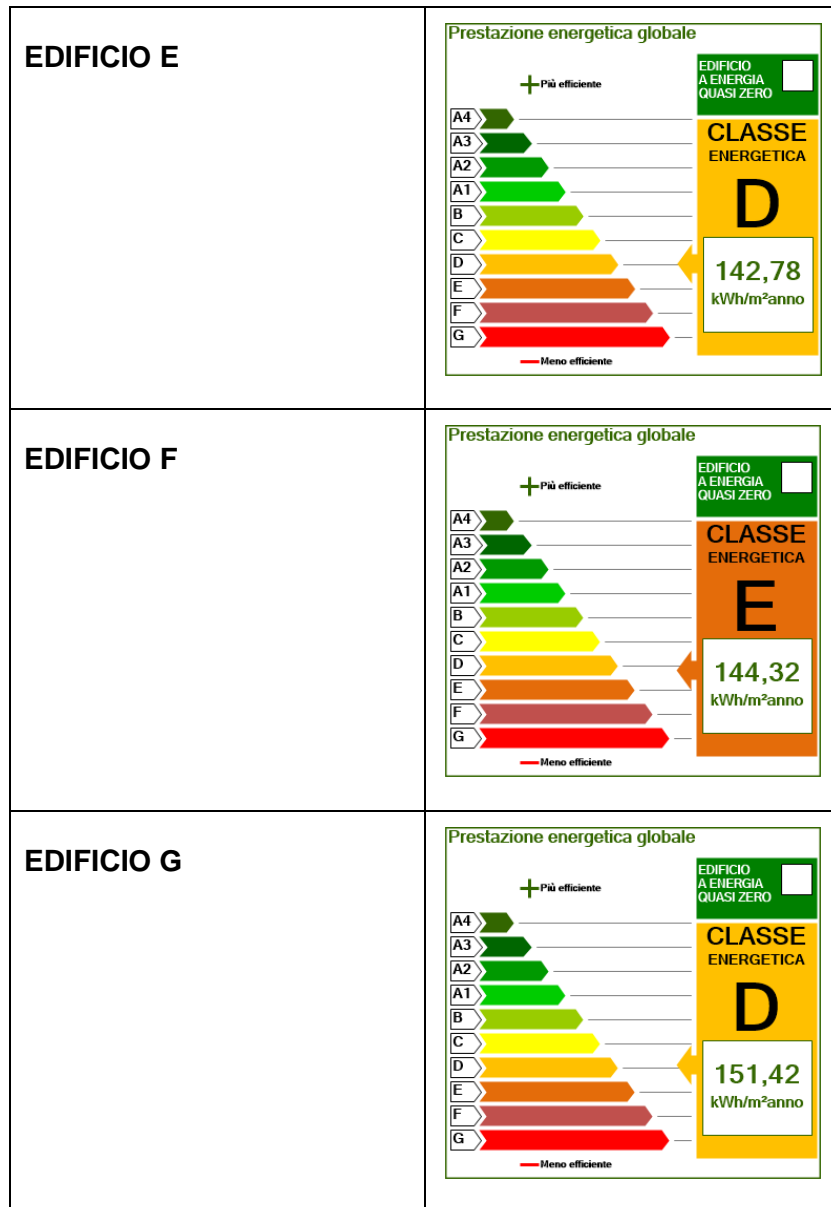 EDIFICIO E
Prestazione energetica globale
Più efficiente
EDIFICIO
A ENERGIA
QUASI ZERO
A4
A3
A2
A1
B
C
D
E
F
G
CLASSE
ENERGETICA
D
142,78
kWh/m²anno
Meno efficiente
EDIFICIO F
Prestazione energetica globale
Più efficiente
EDIFICIO
A ENERGIA
QUASI ZERO
A4
A3
A2
A1
B
C
D
E
F
G
CLASSE
ENERGETICA
E
144,32
kWh/m²anno
Meno efficiente
EDIFICIO G
Prestazione energetica globale
Più efficiente
EDIFICIO
A ENERGIA
QUASI ZERO
A4
A3
A2
A1
B
C
D
E
F
G
CLASSE
ENERGETICA
D
151,42
kWh/m²anno
Meno efficiente